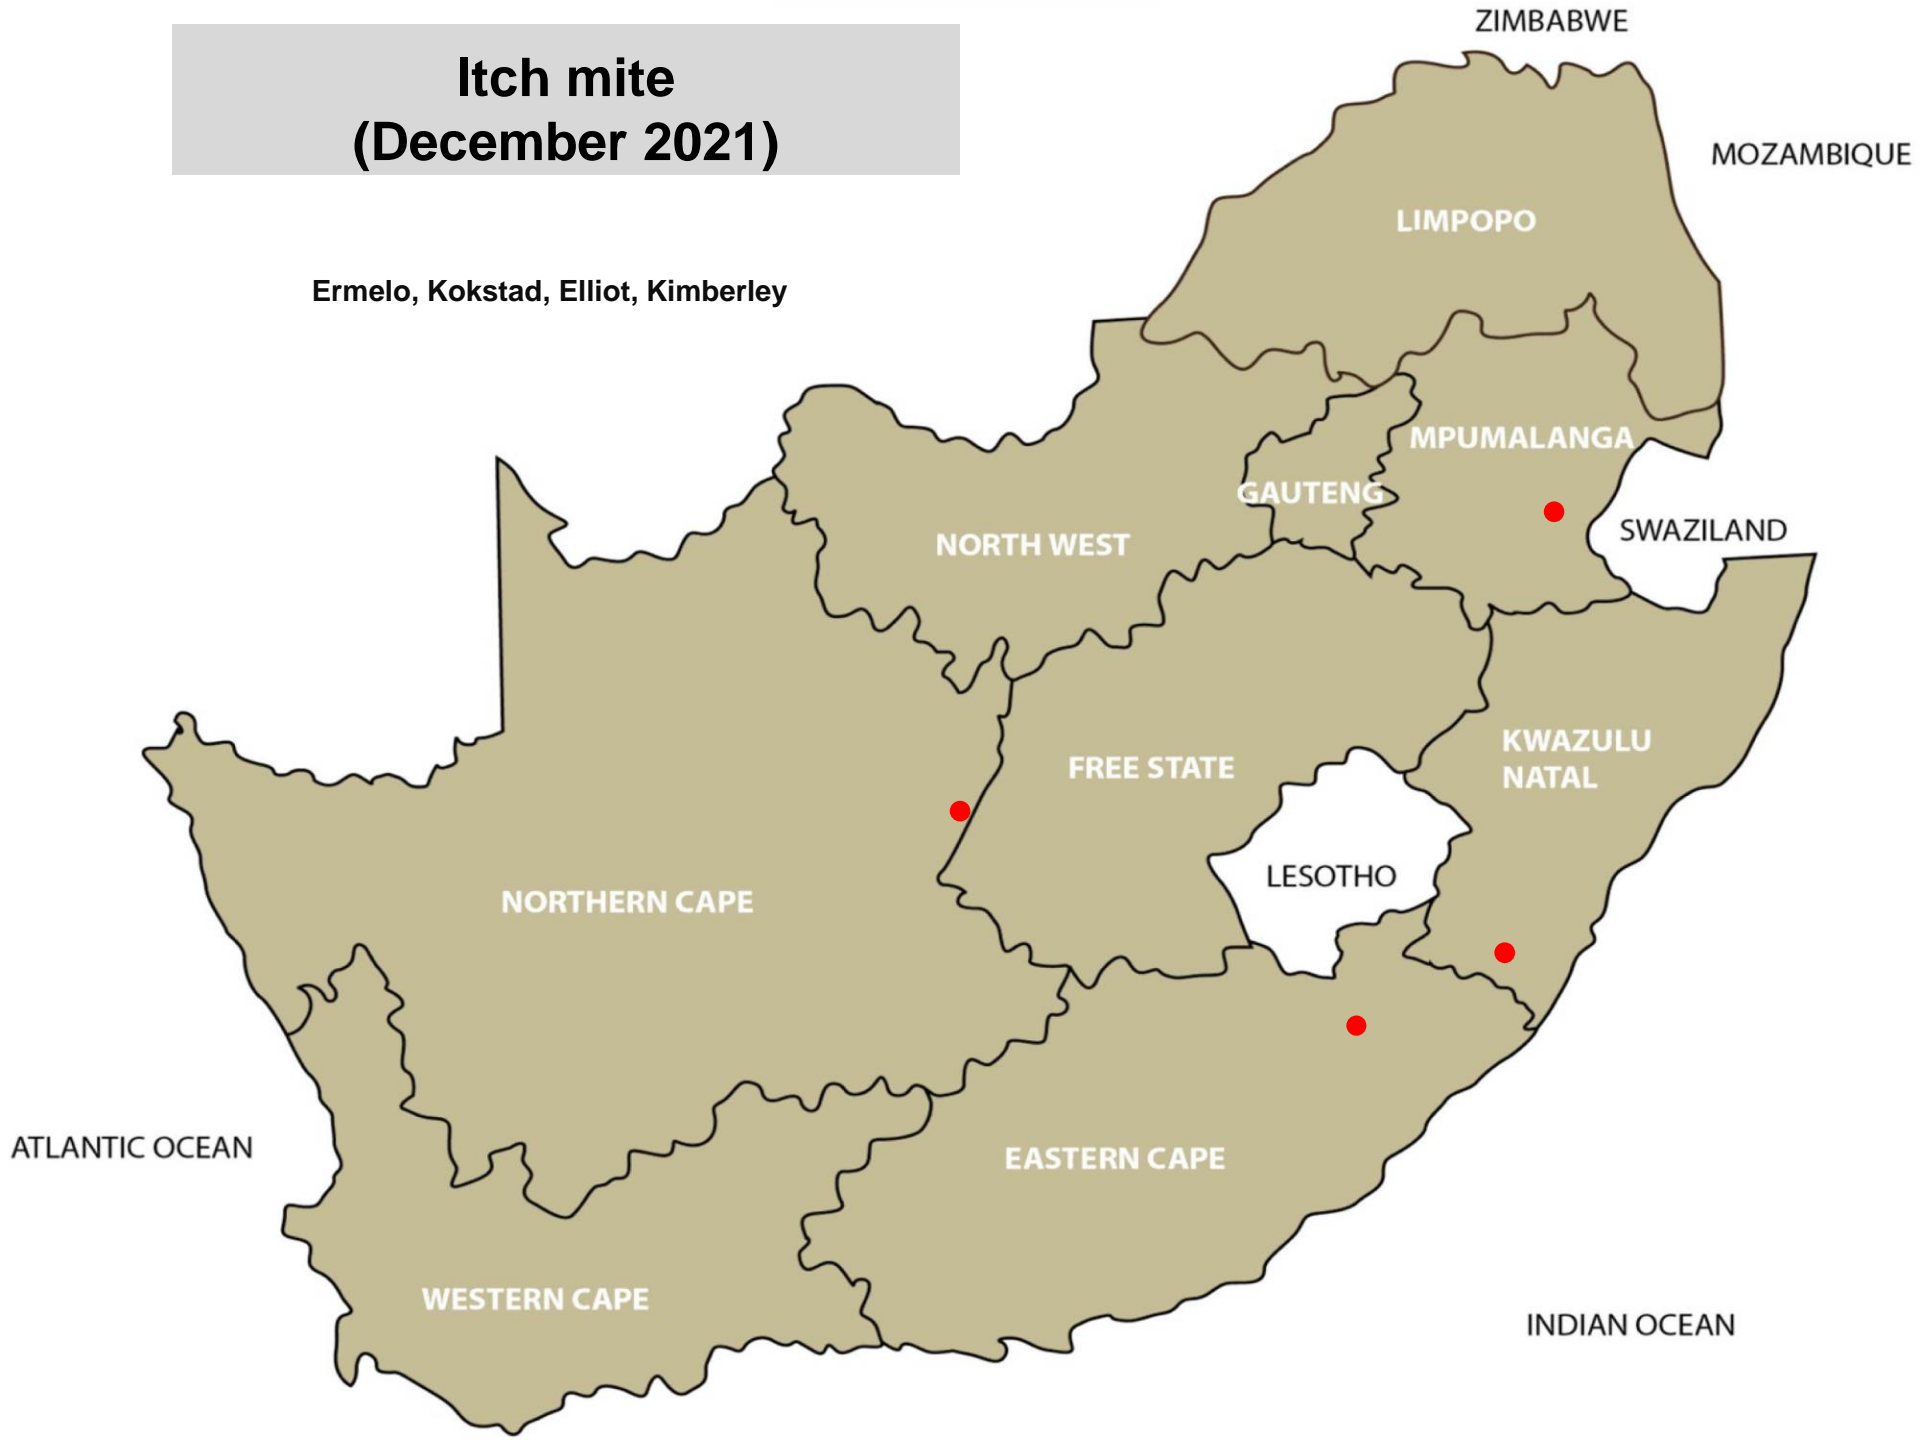 Itch mite
(December 2021)
Ermelo, Kokstad, Elliot, Kimberley
ZIMBABWE
MOZAMBIQUE
LIMPOPO
MPUMALANGA
GAUTENG
SWAZILAND
NORTH WEST
KWAZULU
NATAL
FREE STATE
LESOTHO
NORTHERN CAPE
ATLANTIC OCEAN
EASTERN CAPE
WESTERN CAPE
INDIAN OCEAN